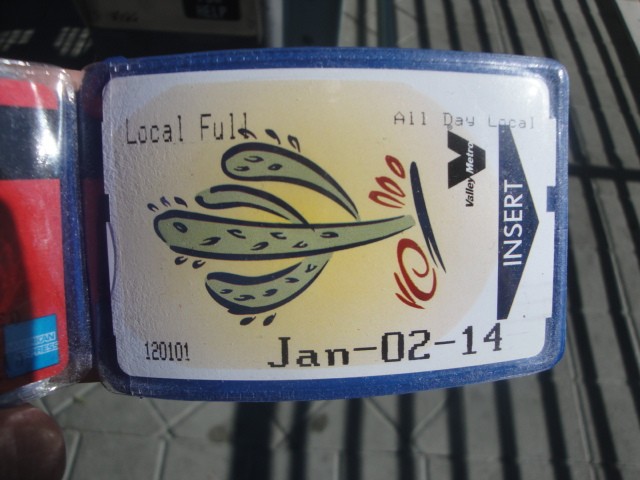 Local Full
All Day Local
Valley Metro
INSERT
120101
Jan-02-14